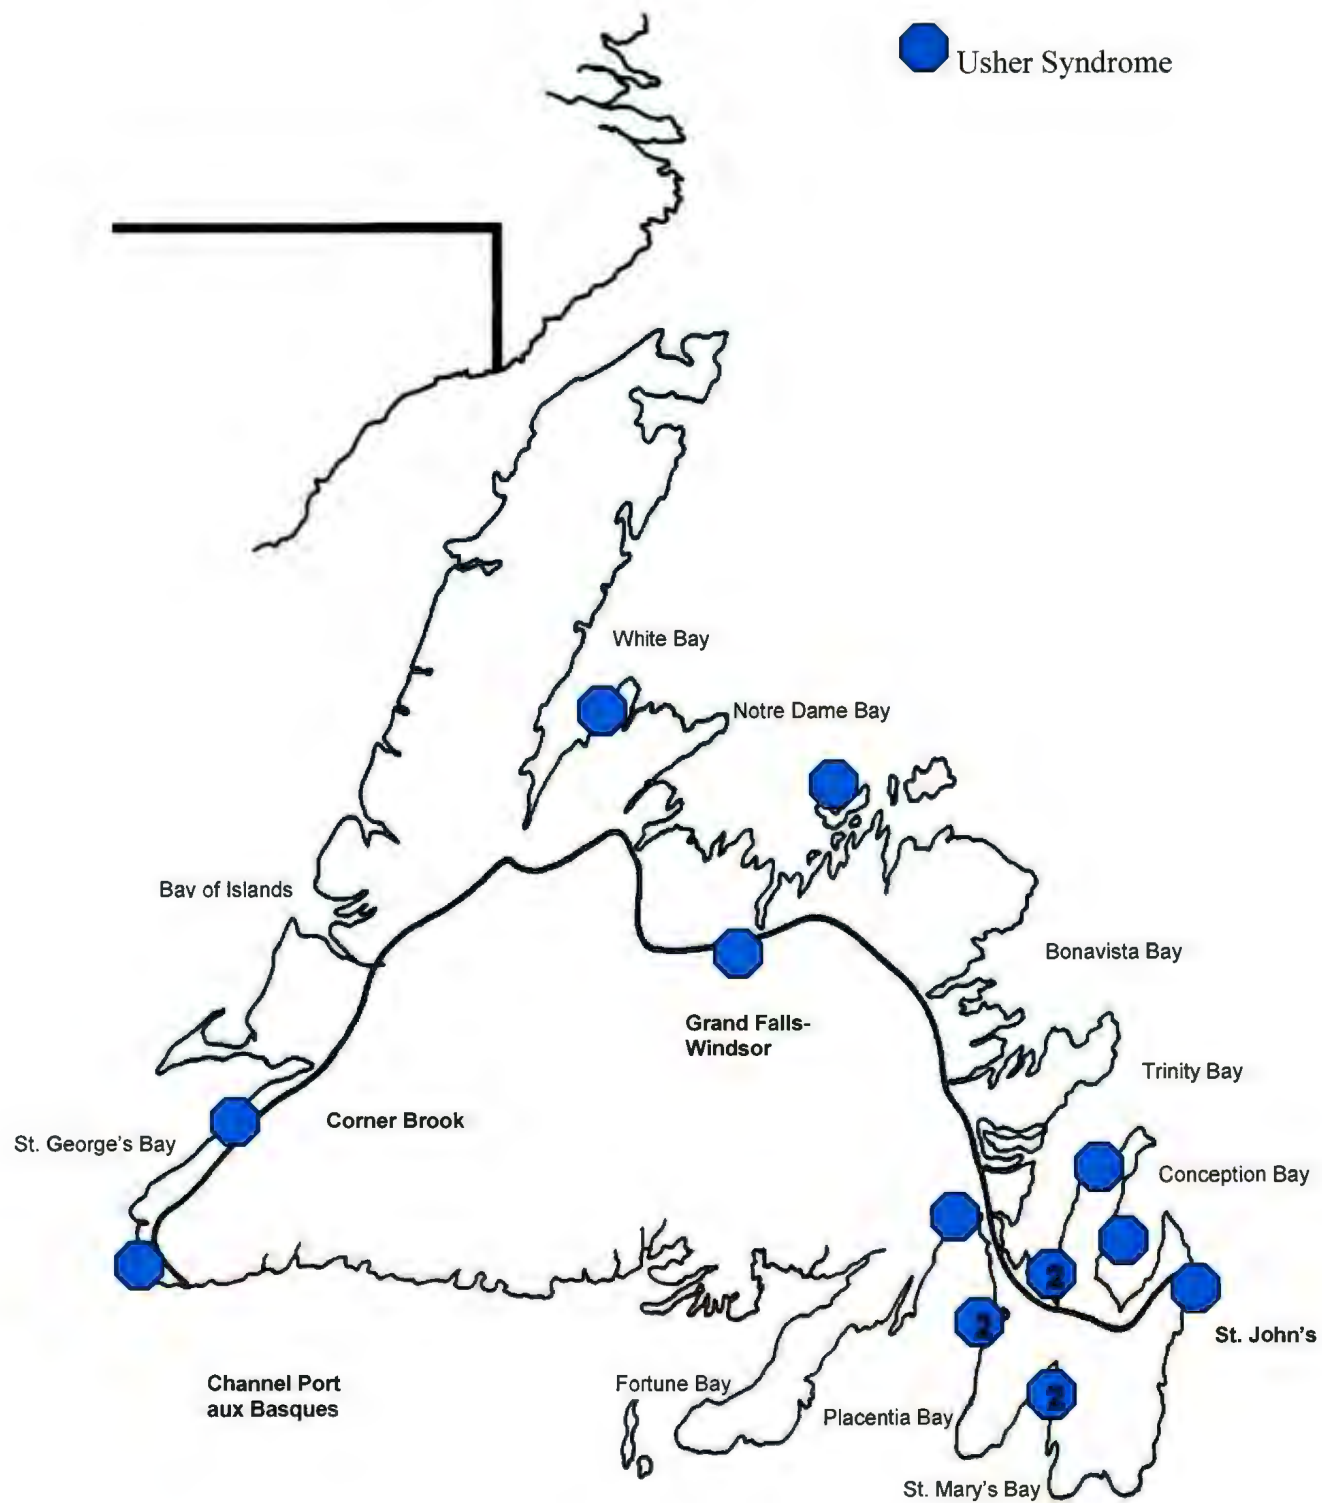 Usher Syndrome
White Bay
Notre Dame Bay
Bav of Islands
Bonavista Bay
Grand Falls-
Windsor
Trinity Bay
Corner Brook
St. George's Bay
Conception Bay
2
2
St. John's
Channel Port
aux Basques
Fortune Bay
Placentia Bay
St. Mary's Bay